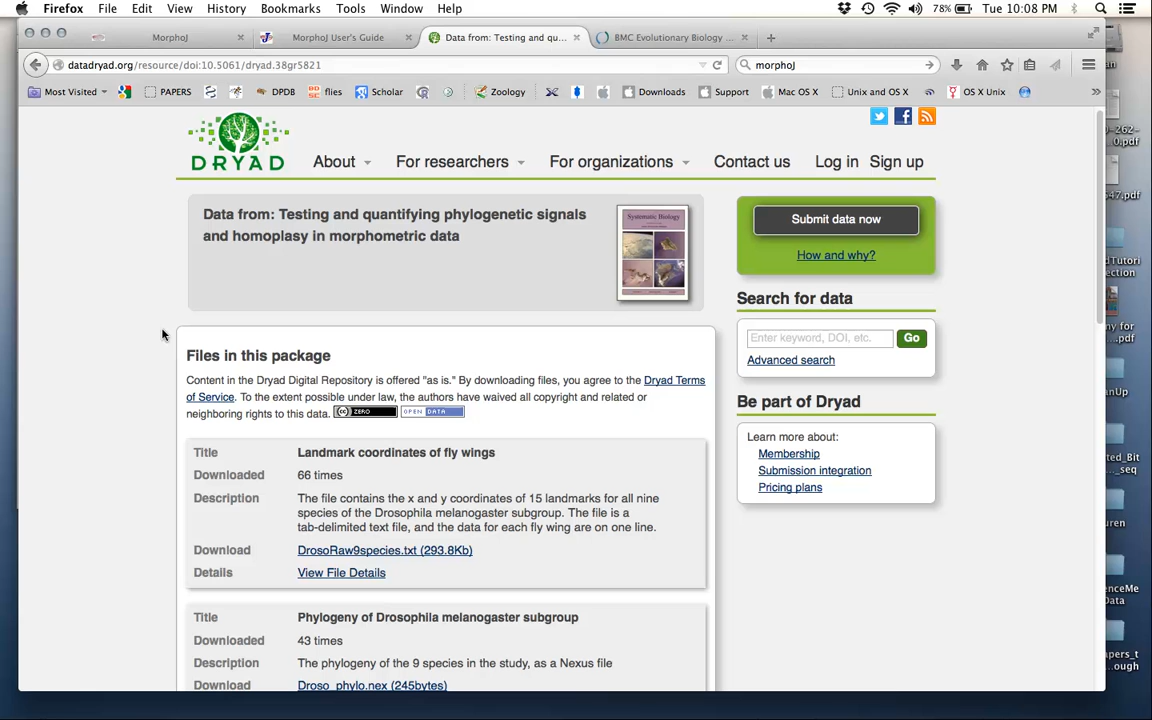 Firefox File Edit View History Bookmarks Tools Window Help 78% Tue 10:08 PM
MorphoJ MorphoJ User's Guide Data from: Testing and qu... BMC Evolutionary Biology ...
datadryad.org/resource/doi:10.5061/dryad.38gr5821 morphoJ
Most Visited PAPERS DPDB flies Scholar Zoology Downloads Support Mac OS X Unix and OS X OS X Unix
DRYAD
About For researchers For organizations Contact us Log in Sign up
Data from: Testing and quantifying phylogenetic signals
and homoplasy in morphometric data
Systematic Biology
Submit data now
How and why?
Search for data
Enter keyword, DOI, etc. Go
Advanced search
Be part of Dryad
Learn more about:
Membership
Submission integration
Pricing plans
Files in this package
Content in the Dryad Digital Repository is offered "as is." By downloading files, you agree to the Dryad Terms
of Service. To the extent possible under law, the authors have waived all copyright and related or
neighboring rights to this data. ZERO OPEN DATA
Title Landmark coordinates of fly wings
Downloaded 66 times
Description The file contains the x and y coordinates of 15 landmarks for all nine
species of the Drosophila melanogaster subgroup. The file is a
tab-delimited text file, and the data for each fly wing are on one line.
Download DrosoRaw9species.txt (293.8Kb)
Details View File Details
Title Phylogeny of Drosophila melanogaster subgroup
Downloaded 43 times
Description The phylogeny of the 9 species in the study, as a Nexus file
Download Droso_phylo.nex (245bytes)